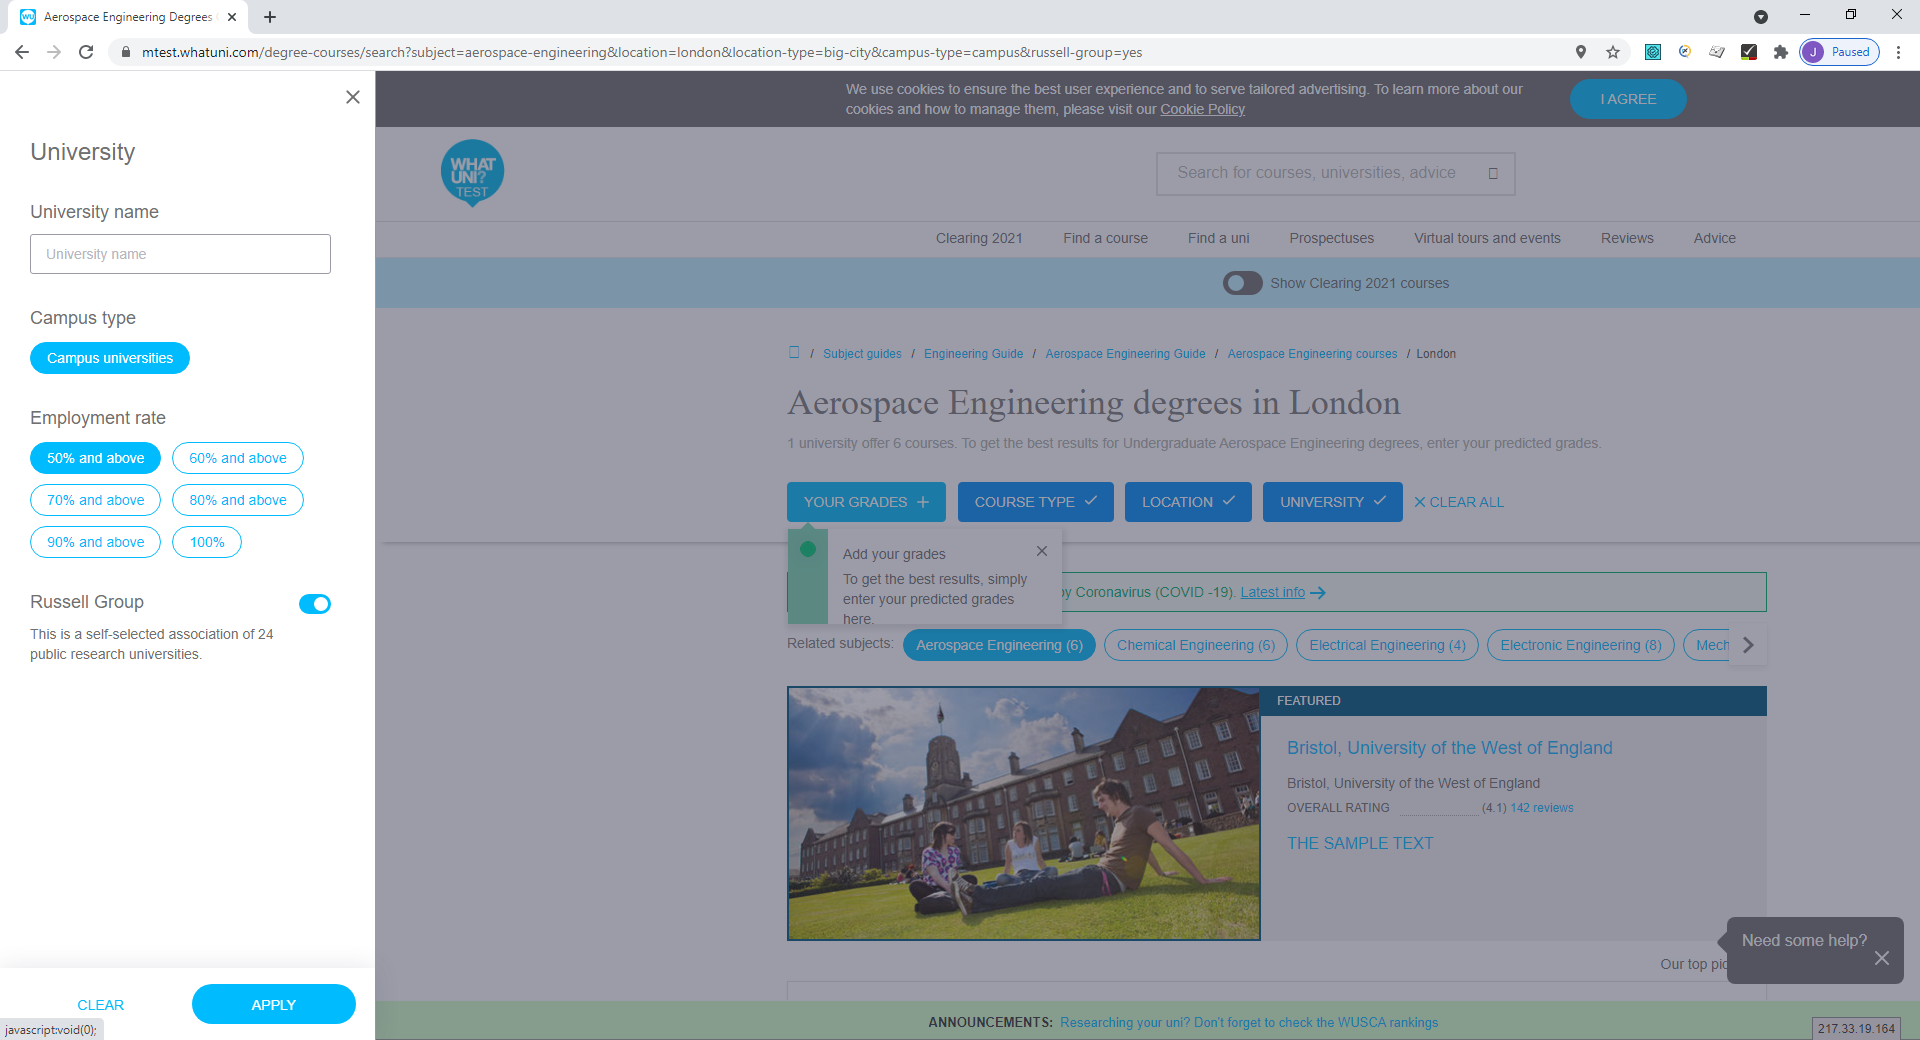 Aerospace Engineering Degrees
mtest.whatuni.com/degree-courses/search?subject=aerospace-engineering&location=london&location-type=big-city&campus-type=campus&russell-group=yes
J Paused
University
University name
University name
Campus type
Campus universities
Employment rate
50% and above
60% and above
70% and above
80% and above
90% and above
100%
Russell Group
This is a self-selected association of 24
public research universities.
CLEAR
APPLY
javascript:void(0);
We use cookies to ensure the best user experience and to serve tailored advertising. To learn more about our
cookies and how to manage them, please visit our Cookie Policy
I AGREE
WHAT
UNI?
TEST
Search for courses, universities, advice
Clearing 2021
Find a course
Find a uni
Prospectuses
Virtual tours and events
Reviews
Advice
Show Clearing 2021 courses
/ Subject guides / Engineering Guide / Aerospace Engineering Guide / Aerospace Engineering courses / London
Aerospace Engineering degrees in London
1 university offer 6 courses. To get the best results for Undergraduate Aerospace Engineering degrees, enter your predicted grades.
YOUR GRADES
COURSE TYPE
LOCATION
UNIVERSITY
CLEAR ALL
Add your grades
To get the best results, simply
enter your predicted grades
here.
by Coronavirus (COVID -19). Latest info
Related subjects:
Aerospace Engineering (6)
Chemical Engineering (6)
Electrical Engineering (4)
Electronic Engineering (8)
Mech
FEATURED
Bristol, University of the West of England
Bristol, University of the West of England
OVERALL RATING (4.1) 142 reviews
THE SAMPLE TEXT
Need some help?
Our top pic
ANNOUNCEMENTS: Researching your uni? Don't forget to check the WUSCA rankings
217.33.19.164